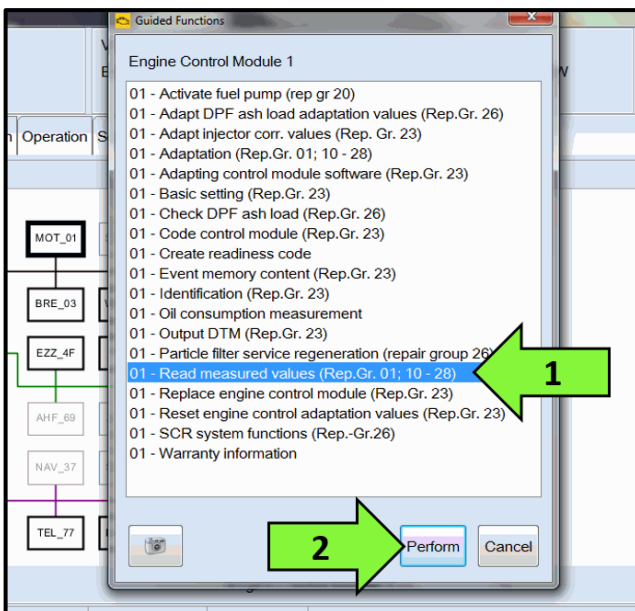 Guided Functions
Engine Control Module 1
01 - Activate fuel pump (rep gr 20)
01 - Adapt DPF ash load adaptation values (Rep.Gr. 26)
01 - Adapt injector corr. values (Rep. Gr. 23)
01 - Adaptation (Rep.Gr. 01; 10 - 28)
01 - Adapting control module software (Rep.Gr. 23)
01 - Basic setting (Rep.Gr. 23)
01 - Check DPF ash load (Rep.Gr. 26)
01 - Code control module (Rep.Gr. 23)
01 - Create readiness code
01 - Event memory content (Rep.Gr. 23)
01 - Identification (Rep.Gr. 23)
01 - Oil consumption measurement
01 - Output DTM (Rep.Gr. 23)
01 - Particle filter service regeneration (repair group 26)
01 - Read measured values (Rep.Gr. 01; 10 - 28)
01 - Replace engine control module (Rep.Gr. 23)
01 - Reset engine control adaptation values (Rep.Gr. 23)
01 - SCR system functions (Rep.-Gr.26)
01 - Warranty information
1
2
Perform
Cancel
Operation
MOT_01
BRE_03
EZZ_4F
AHF_69
NAV_37
TEL_77